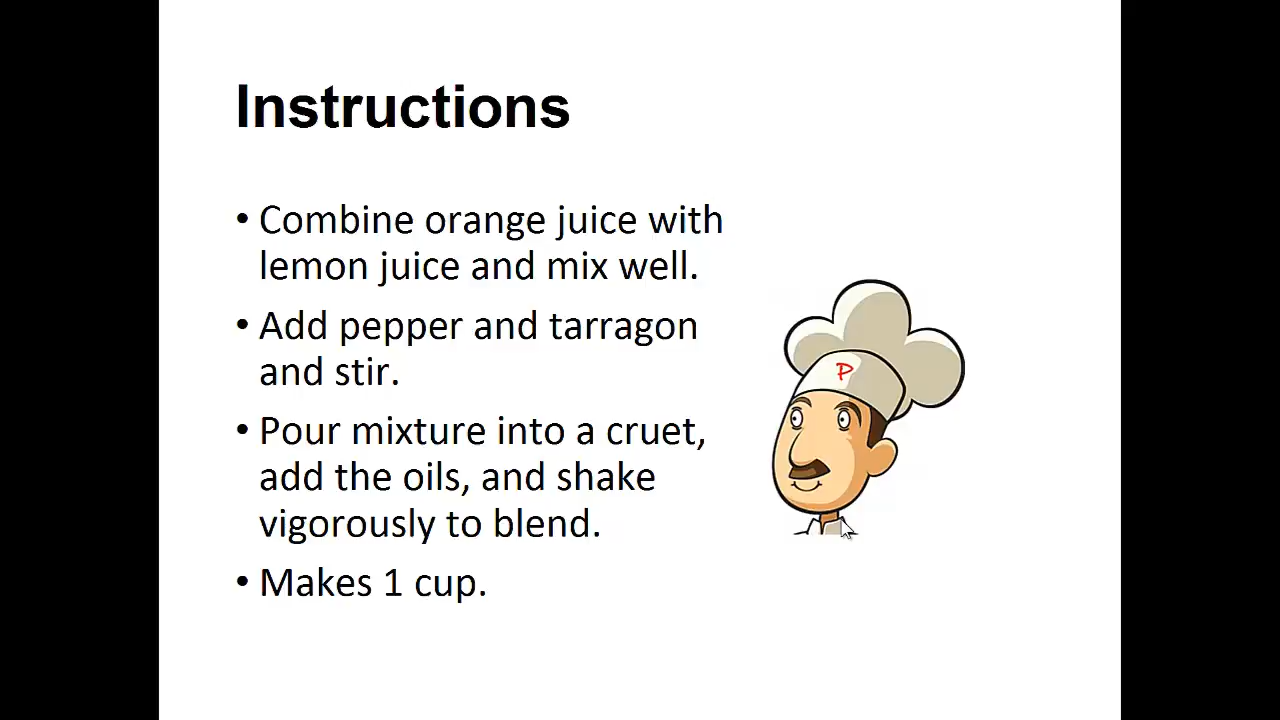 Instructions
• Combine orange juice with
lemon juice and mix well.
• Add pepper and tarragon
and stir.
• Pour mixture into a cruet,
add the oils, and shake
vigorously to blend.
• Makes 1 cup.
P